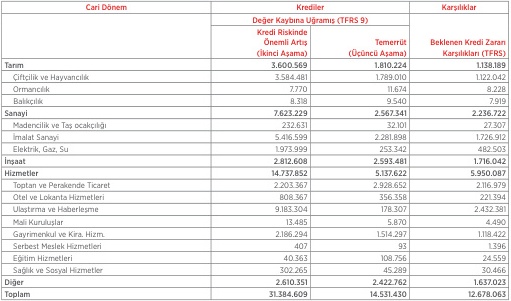 Cari Dönem Krediler Karşılıklar
Değer Kaybına Uğramış (TFRS 9)
Kredi Riskinde
Önemli Artış Temerrüt Beklenen Kredi Zararı
(İkinci Aşama) (Üçüncü Aşama) Karşılıkları (TFRS)
Tarım 3.600.569 1.810.224 1.138.189
Çiftçilik ve Hayvancılık 3.584.481 1.789.010 1.122.042
Ormancılık 7.770 11.674 8.228
Balıkçılık 8.318 9.540 7.919
Sanayi 7.623.229 2.567.341 2.236.722
Madencilik ve Taş ocakçılığı 232.631 32.101 27.307
İmalat Sanayi 5.416.599 2.281.898 1.726.912
Elektrik, Gaz, Su 1.973.999 253.342 482.503
İnşaat 2.812.608 2.593.481 1.716.042
Hizmetler 14.737.852 5.137.622 5.950.087
Toptan ve Perakende Ticaret 2.203.367 2.928.652 2.116.979
Otel ve Lokanta Hizmetleri 808.367 356.358 221.394
Ulaştırma ve Haberleşme 9.183.304 178.307 2.432.381
Mali Kuruluşlar 13.485 5.870 4.490
Gayrimenkul ve Kira. Hizm. 2.186.294 1.514.297 1.118.422
Serbest Meslek Hizmetleri 407 93 1.396
Eğitim Hizmetleri 40.363 108.756 24.559
Sağlık ve Sosyal Hizmetler 302.265 45.289 30.466
Diğer 2.610.351 2.422.762 1.637.023
Toplam 31.384.609 14.531.430 12.678.063